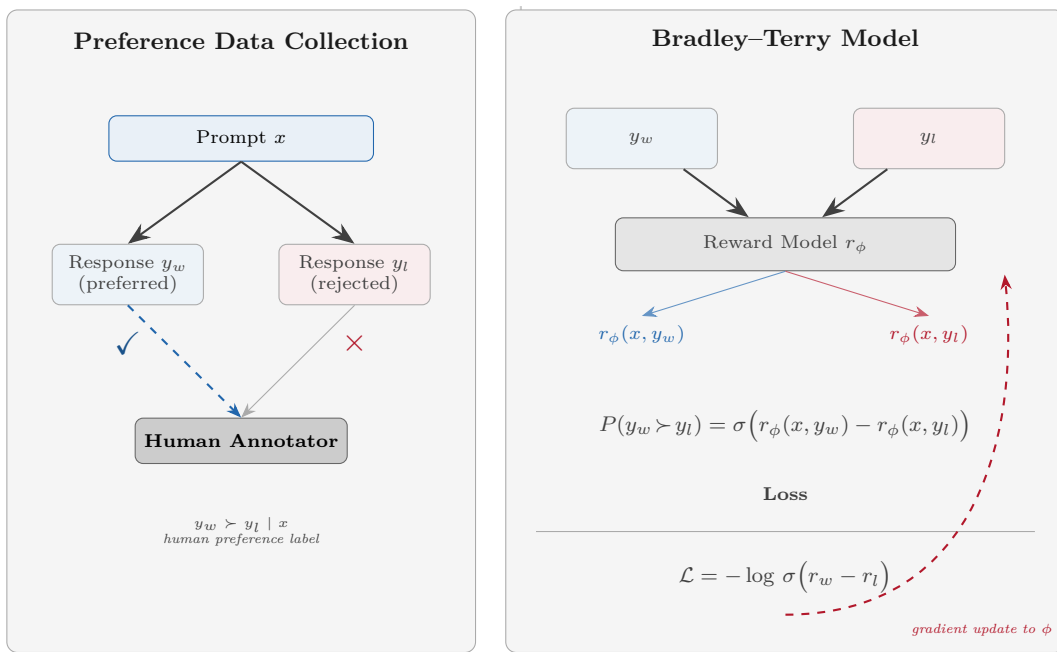 Preference Data Collection
Prompt x
Response y_w
(preferred)
Response y_l
(rejected)
✓
×
Human Annotator
y_w ≻ y_l | x
human preference label
Bradley–Terry Model
y_w
y_l
Reward Model r_ϕ
r_ϕ(x, y_w)
r_ϕ(x, y_l)
P(y_w ≻ y_l) = σ(r_ϕ(x, y_w) − r_ϕ(x, y_l))
Loss
ℒ = − log σ(r_w − r_l)
gradient update to ϕ